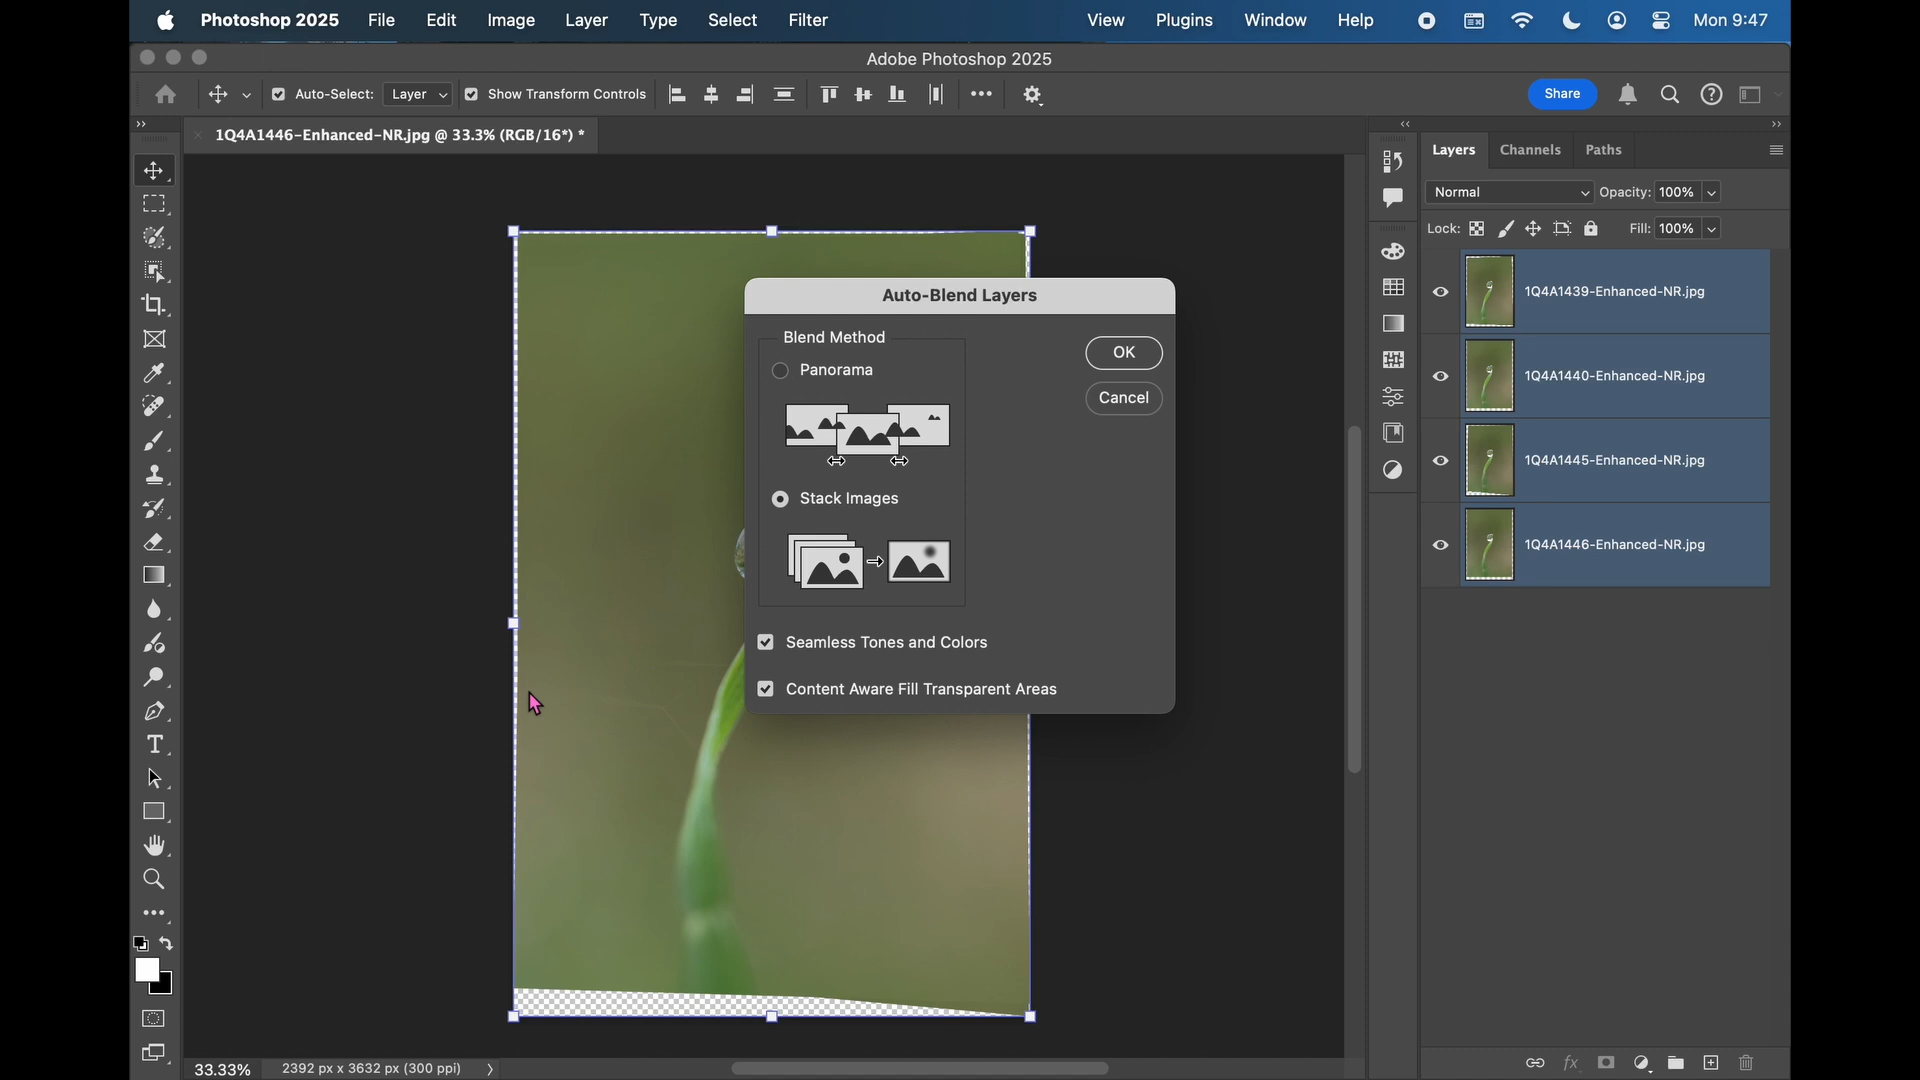 Photoshop 2025 File Edit Image Layer Type Select Filter View Plugins Window Help Mon 9:47
Adobe Photoshop 2025
Auto-Select: Layer Show Transform Controls Share
1Q4A1446-Enhanced-NR.jpg @ 33.3% (RGB/16*) *
Layers Channels Paths
Normal Opacity: 100%
Lock: Fill: 100%
1Q4A1439-Enhanced-NR.jpg
1Q4A1440-Enhanced-NR.jpg
1Q4A1445-Enhanced-NR.jpg
1Q4A1446-Enhanced-NR.jpg
Auto-Blend Layers
Blend Method
Panorama
OK
Cancel
Stack Images
Seamless Tones and Colors
Content Aware Fill Transparent Areas
33.33% 2392 px x 3632 px (300 ppi)